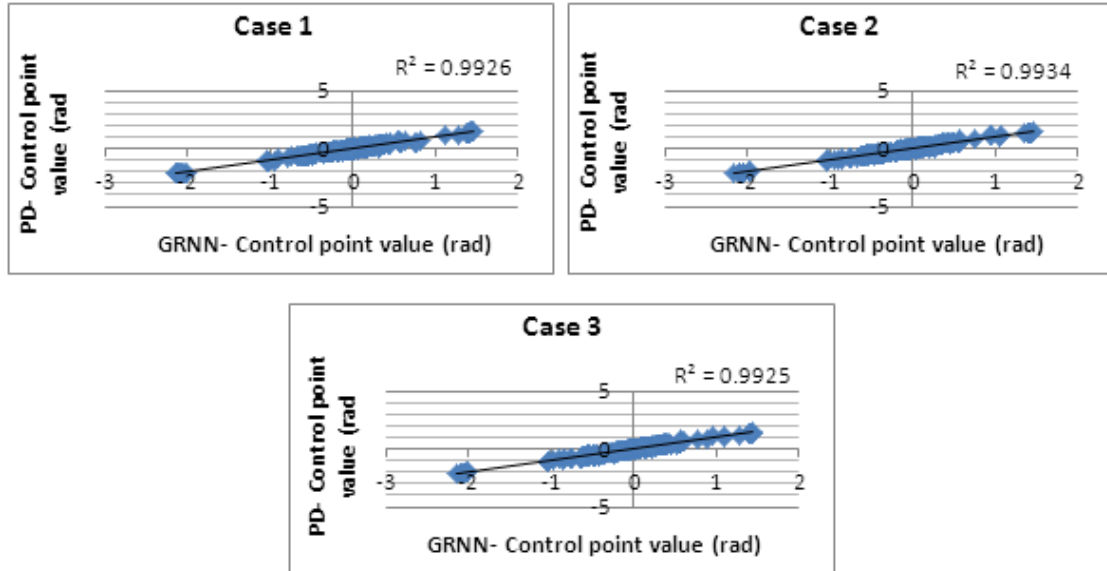 Case 1
R² = 0.9926
PD- Control point
value (rad
5
0
-5
-3
-2
-1
0
1
2
GRNN- Control point value (rad)
Case 2
R² = 0.9934
PD- Control point
value (rad
5
0
-5
-3
-2
-1
0
1
2
GRNN- Control point value (rad)
Case 3
R² = 0.9925
PD- Control point
value (rad
5
0
-5
-3
-2
-1
0
1
2
GRNN- Control point value (rad)